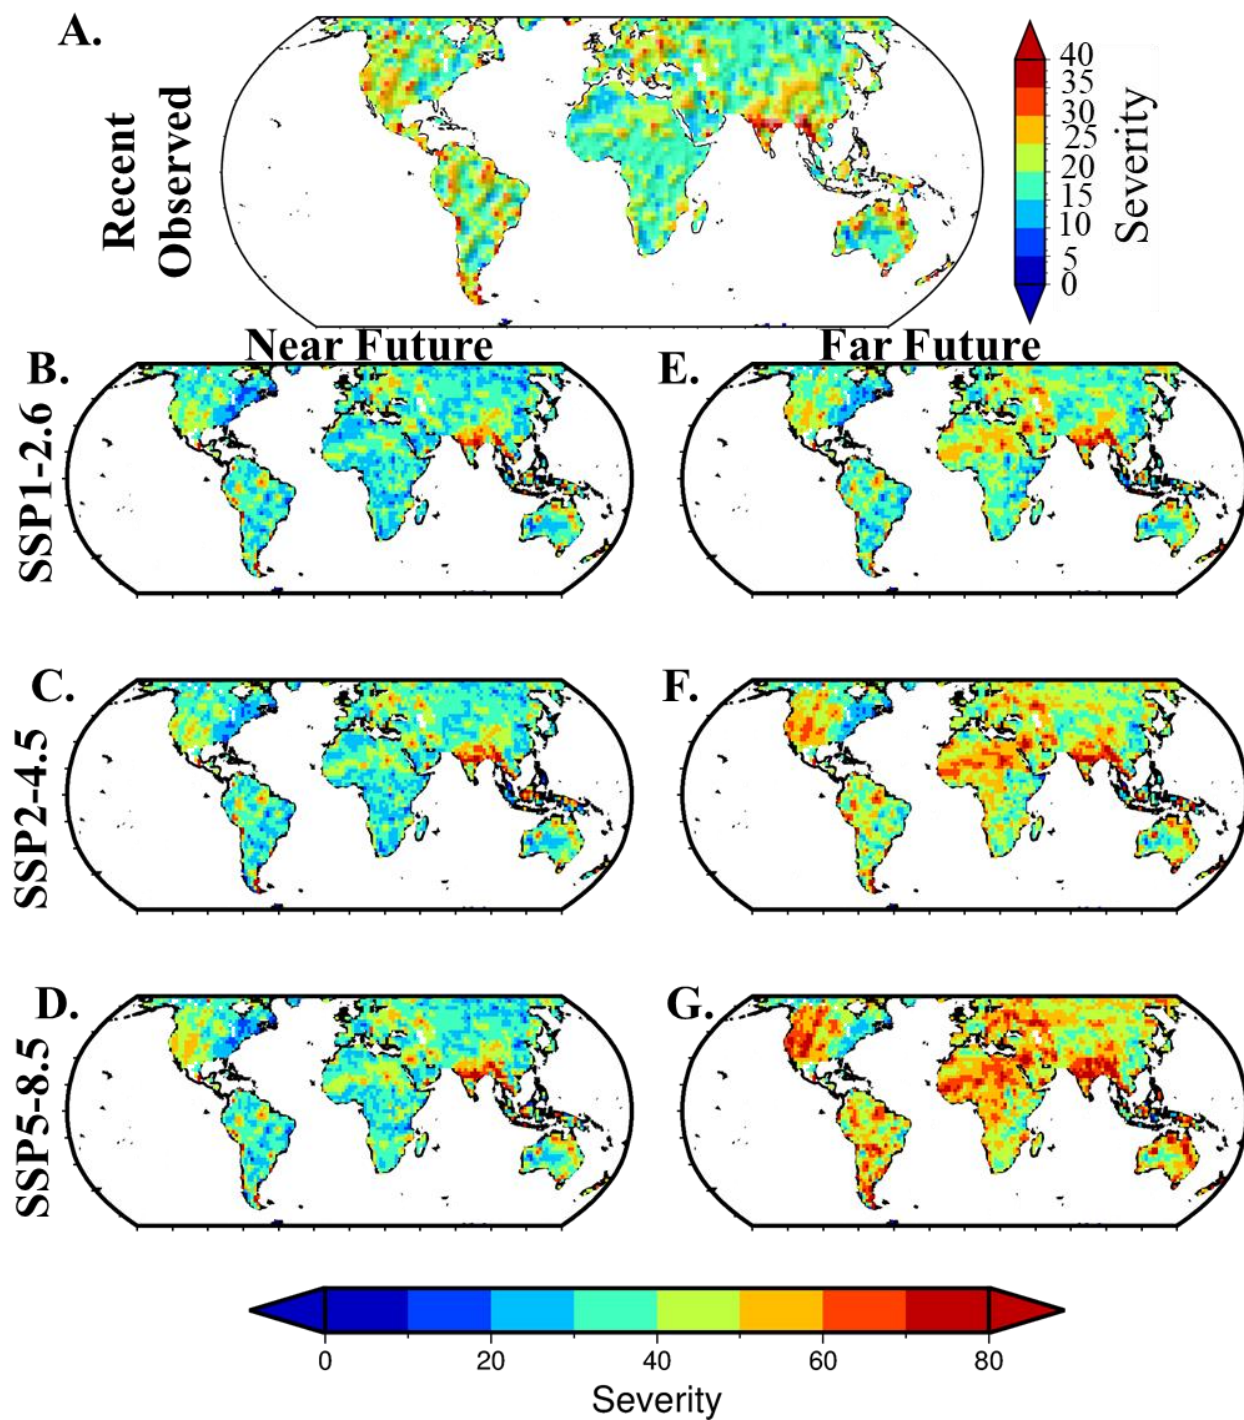 A.
Recent
Observed
40
35
30
25
20
15
10
5
0
Severity
Near Future
Far Future
B.
E.
SSP1-2.6
C.
F.
SSP2-4.5
D.
G.
SSP5-8.5
0 20 40 60 80
Severity